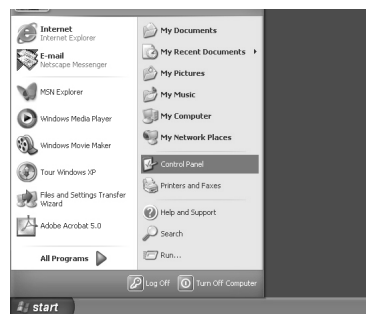 Internet
Internet Explorer
E-mail
Netscape Messenger
MSN Explorer
Windows Media Player
Windows Movie Maker
Tour Windows XP
Files and Settings Transfer
Wizard
Adobe Acrobat 5.0
All Programs
My Documents
My Recent Documents
My Pictures
My Music
My Computer
My Network Places
Control Panel
Printers and Faxes
Help and Support
Search
Run...
Log Off
Turn Off Computer
start